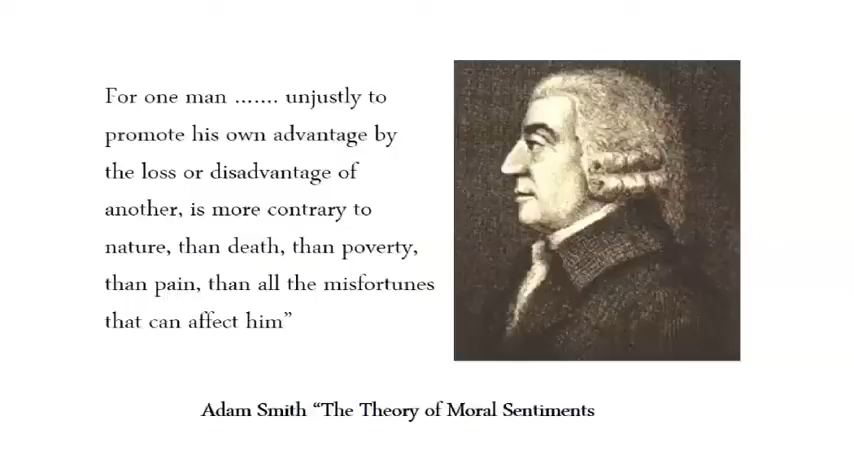 For one man ....... unjustly to
promote his own advantage by
the loss or disadvantage of
another, is more contrary to
nature, than death, than poverty,
than pain, than all the misfortunes
that can affect him”
Adam Smith “The Theory of Moral Sentiments